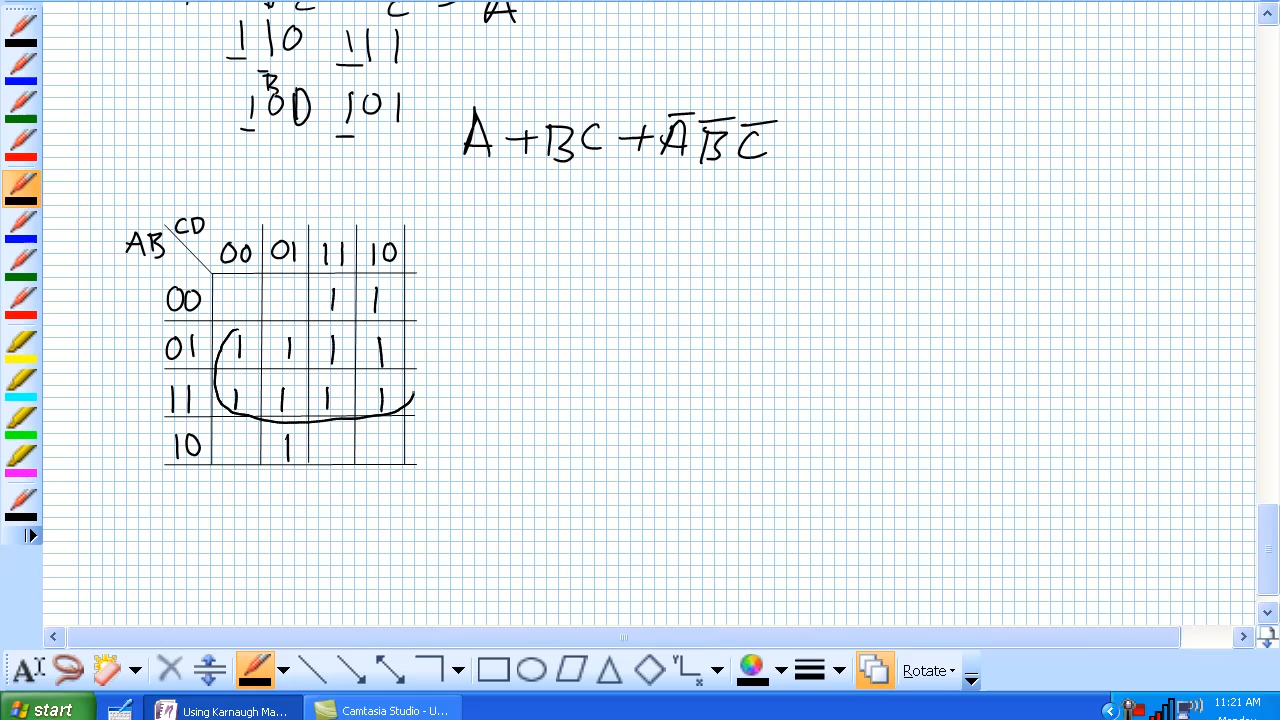 110 111
B
100 101
A + BC + A̅ B̅ C̅
AB CD
00 01 11 10
00 1 1
01 1 1 1 1
11 1 1 1 1
10 1
A
Rotate
start
Using Karnaugh Ma...
Camtasia Studio - U...
11:21 AM